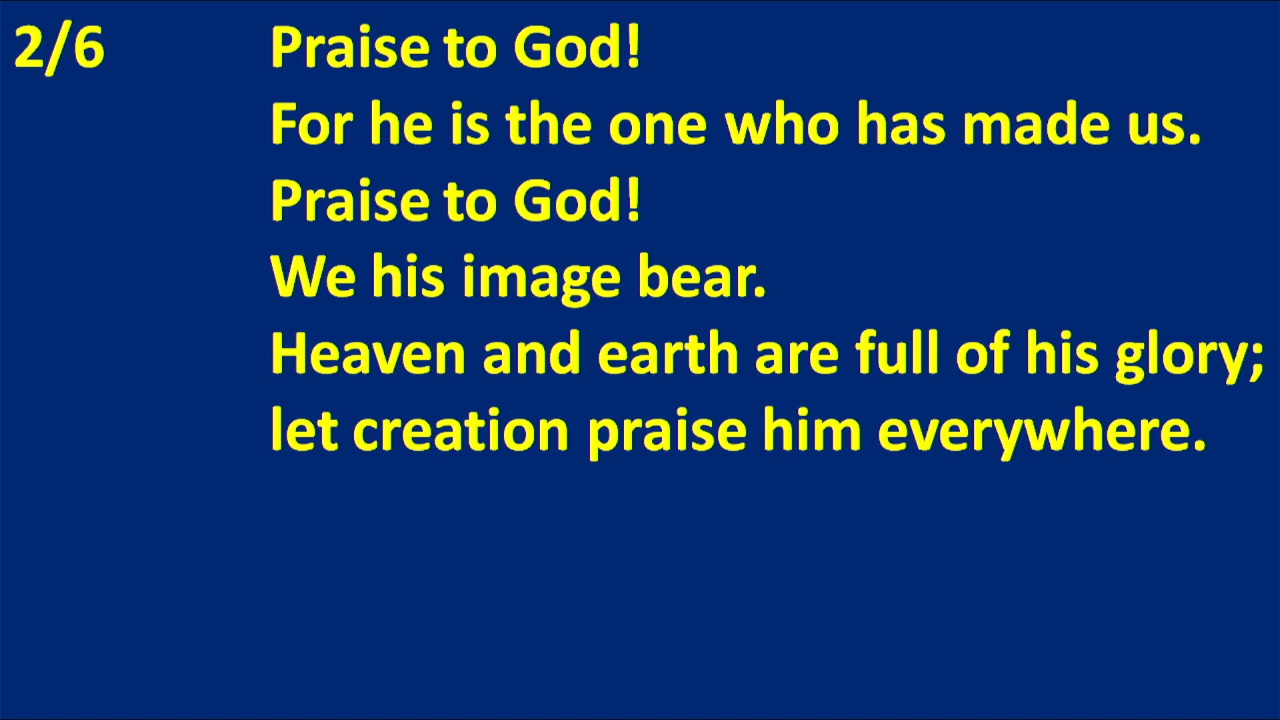 2/6 Praise to God!
For he is the one who has made us.
Praise to God!
We his image bear.
Heaven and earth are full of his glory;
let creation praise him everywhere.